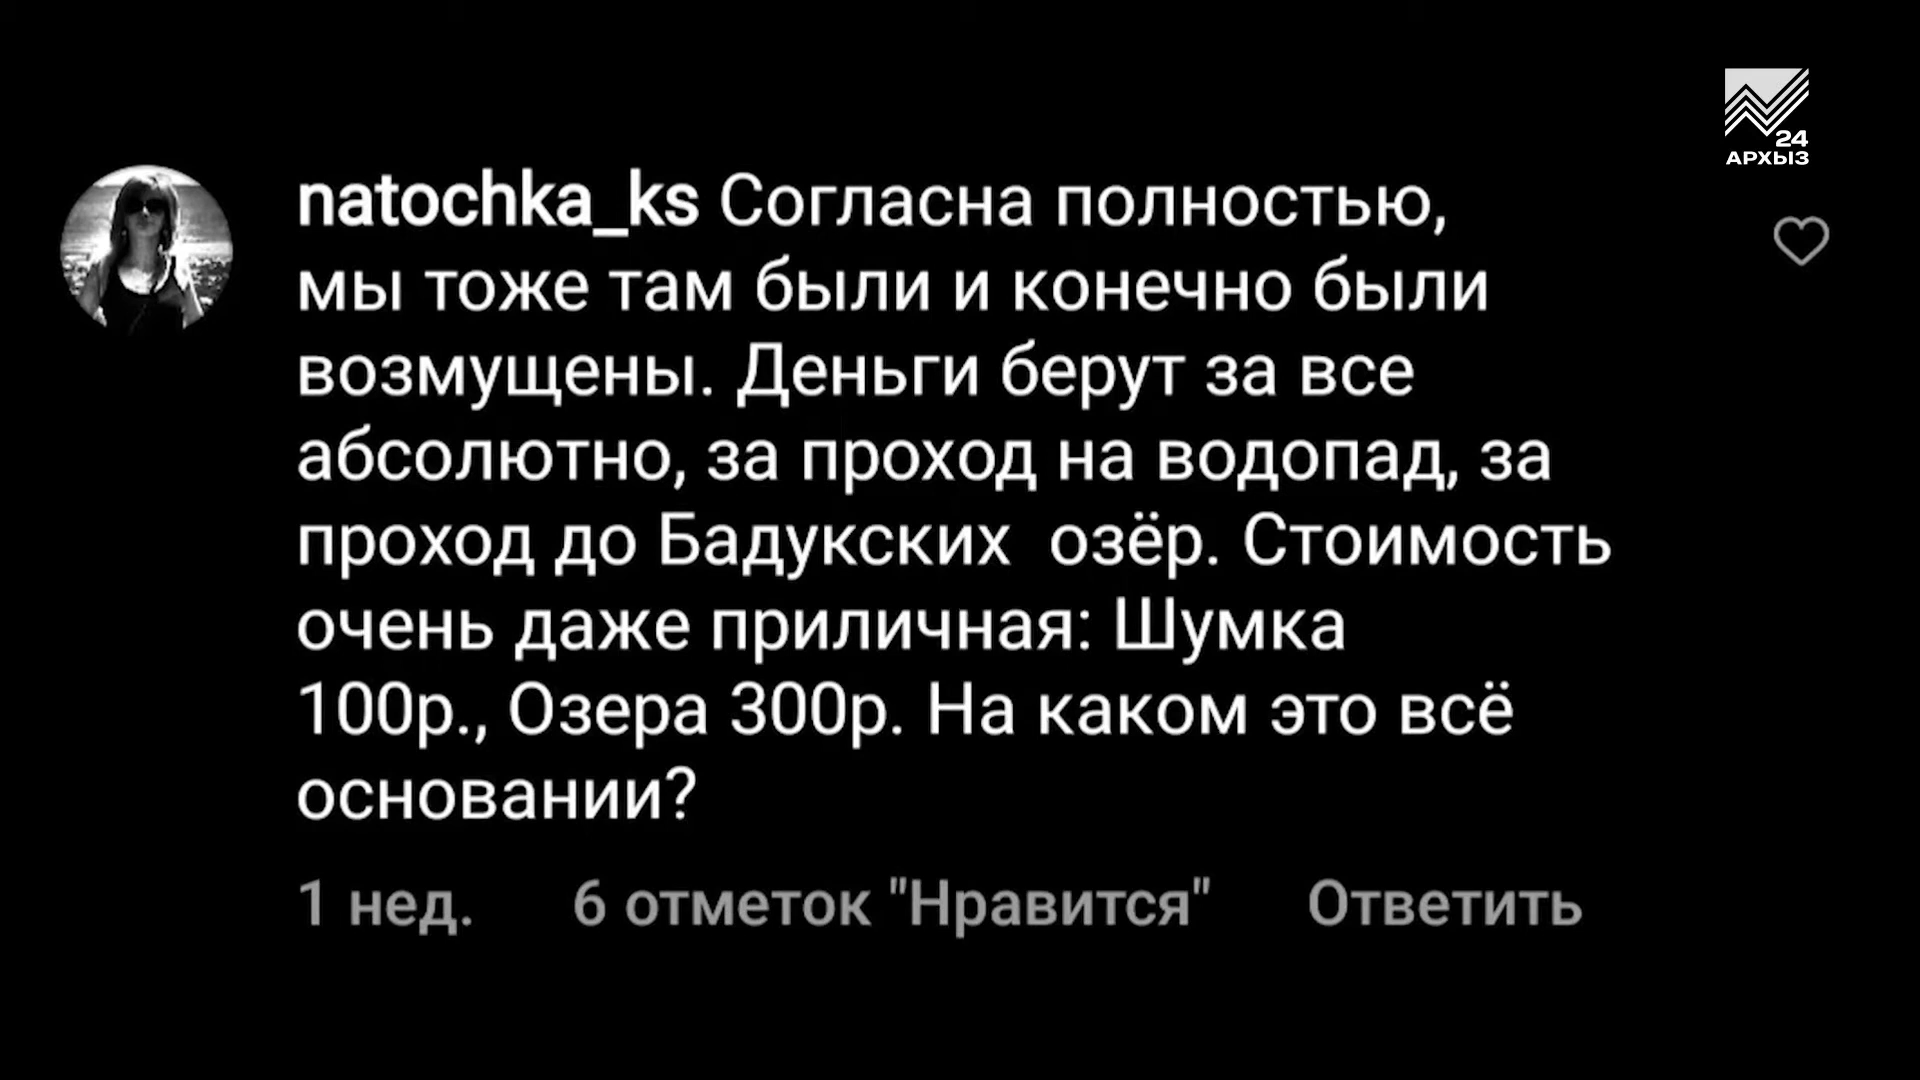 24
АРХЫЗ
natochka_ks Согласна полностью,
мы тоже там были и конечно были
возмущены. Деньги берут за все
абсолютно, за проход на водопад, за
проход до Бадукских  озёр. Стоимость
очень даже приличная: Шумка
100р., Озера 300р. На каком это всё
основании?
1 нед. 6 отметок "Нравится" Ответить